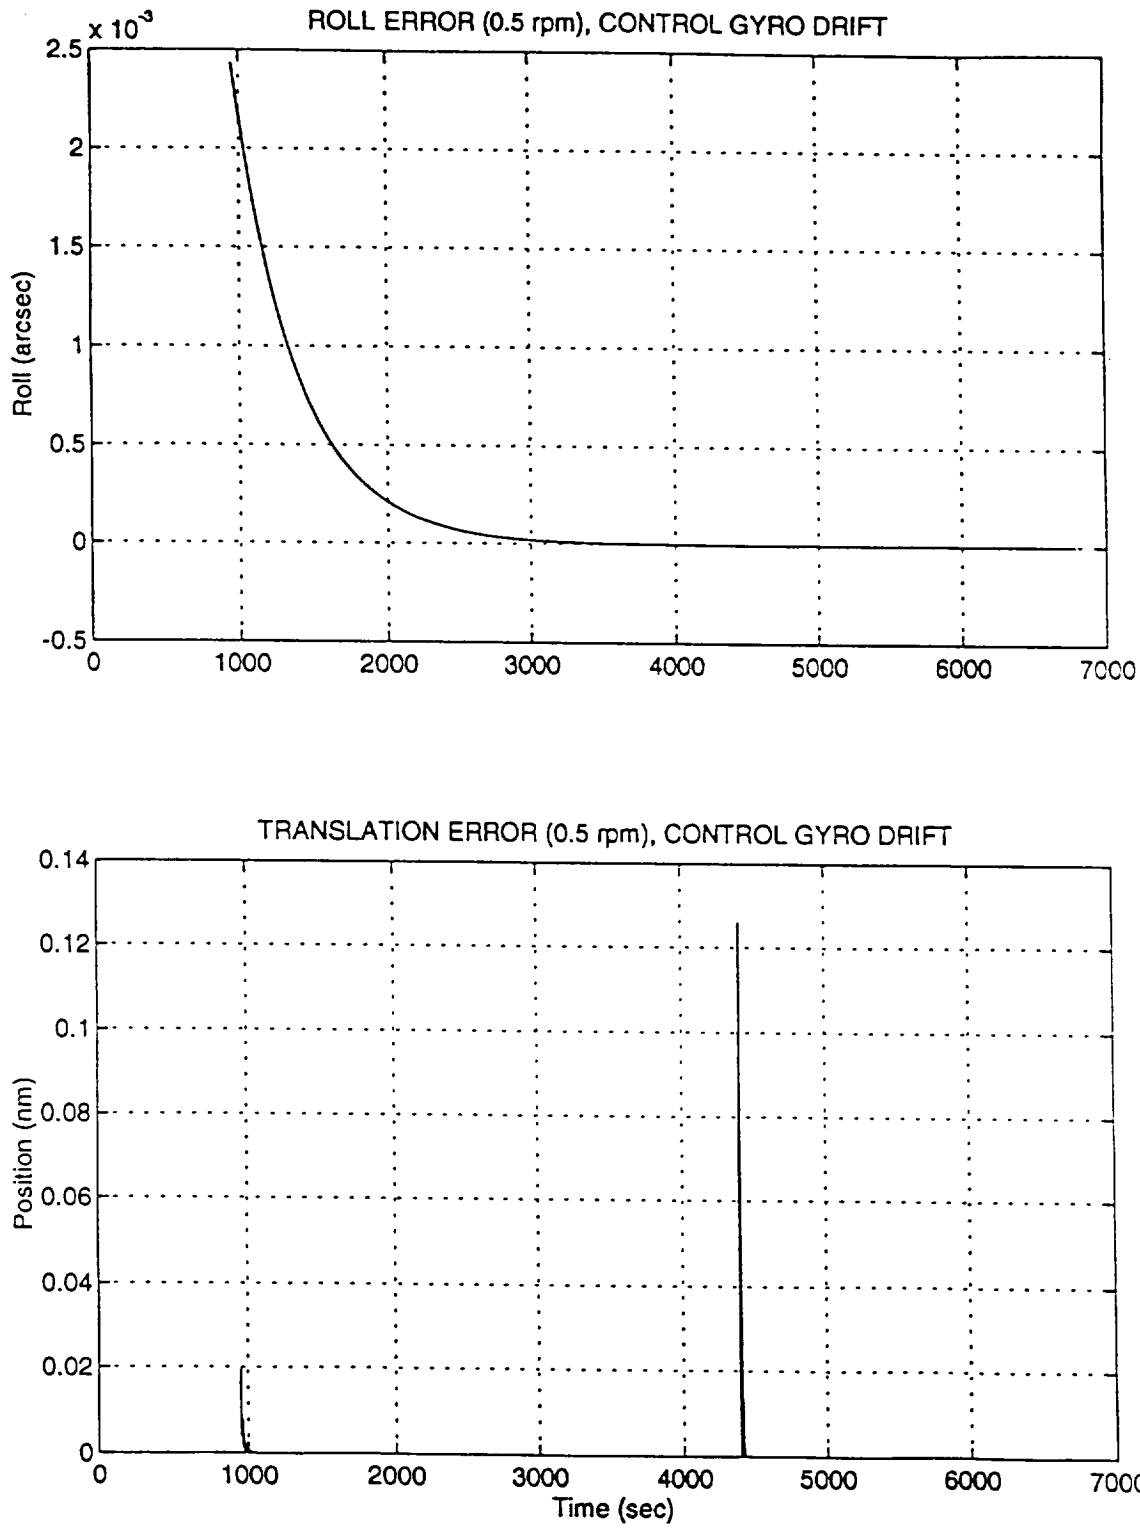 ROLL ERROR (0.5 rpm), CONTROL GYRO DRIFT
x 10-3
2.5
2
1.5
1
0.5
0
-0.5
Roll (arcsec)
0 1000 2000 3000 4000 5000 6000 7000
TRANSLATION ERROR (0.5 rpm), CONTROL GYRO DRIFT
0.14
0.12
0.1
0.08
0.06
0.04
0.02
0
Position (nm)
0 1000 2000 3000 4000 5000 6000 7000
Time (sec)